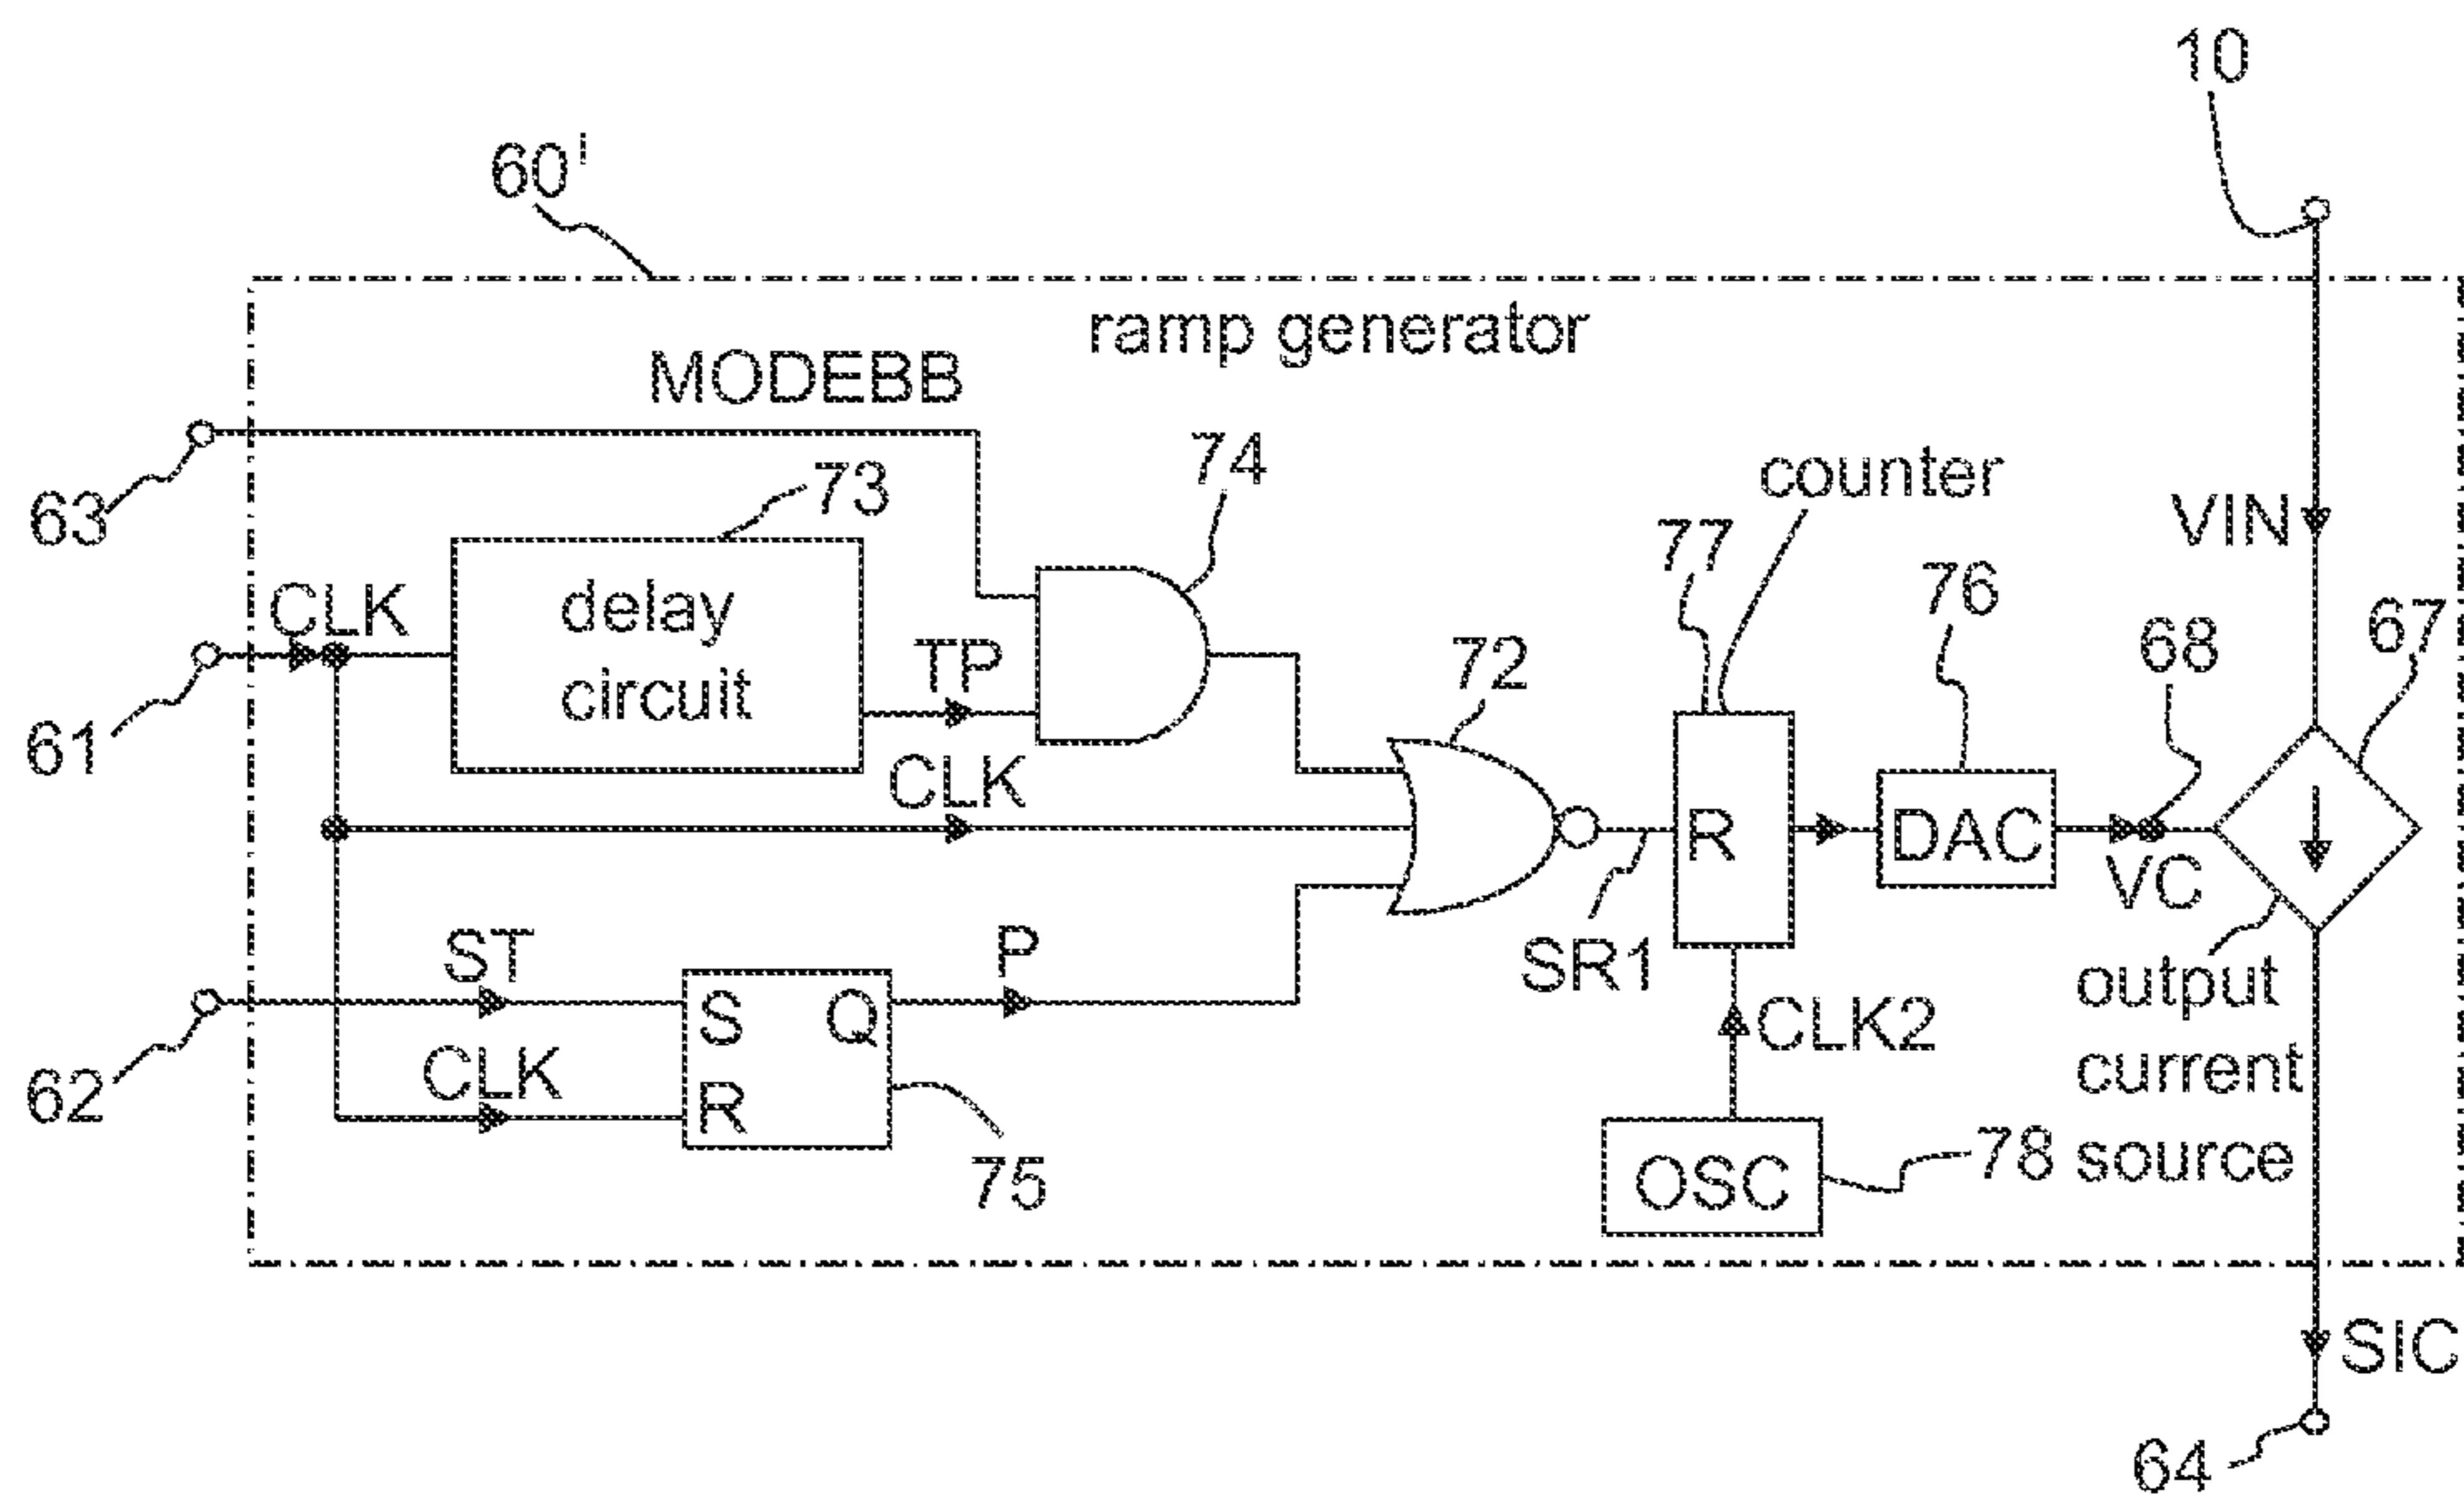 10
60'
ramp generator
MODEBB
74
counter
63
73
77
VIN
CLK
delay
circuit
76
67
TP
72
68
61
CLK
R
DAC
VC
ST
P
SR1
output
current
source
S
Q
CLK2
62
CLK
R
75
OSC
78
SIC
64